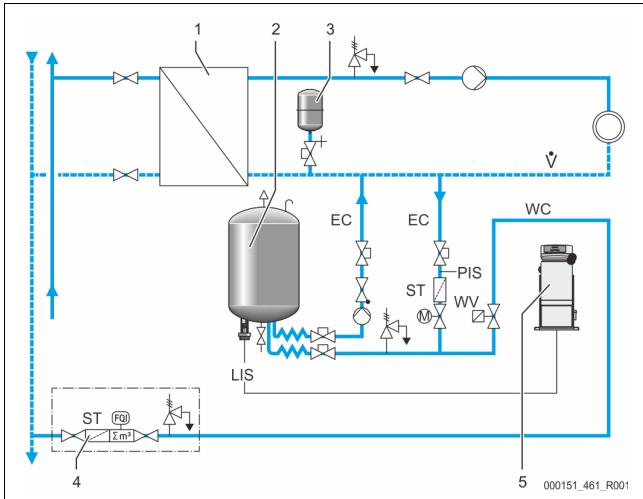 1
2
3
V̇
EC
EC
WC
PIS
ST
WV
M
5
LIS
ST
FQI
Σm³
4
000151_461_R001